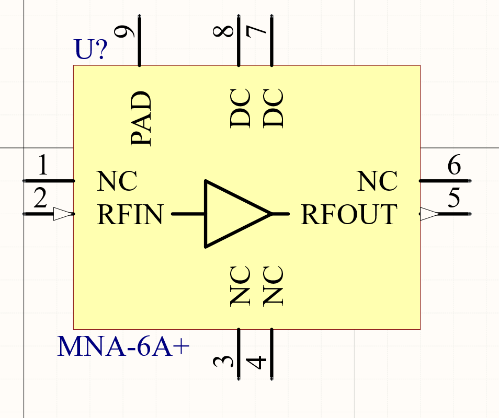 9
8
7
U?
PAD
DC
DC
1
NC
NC
6
2
RFIN
RFOUT
5
NC
NC
MNA-6A+
3
4